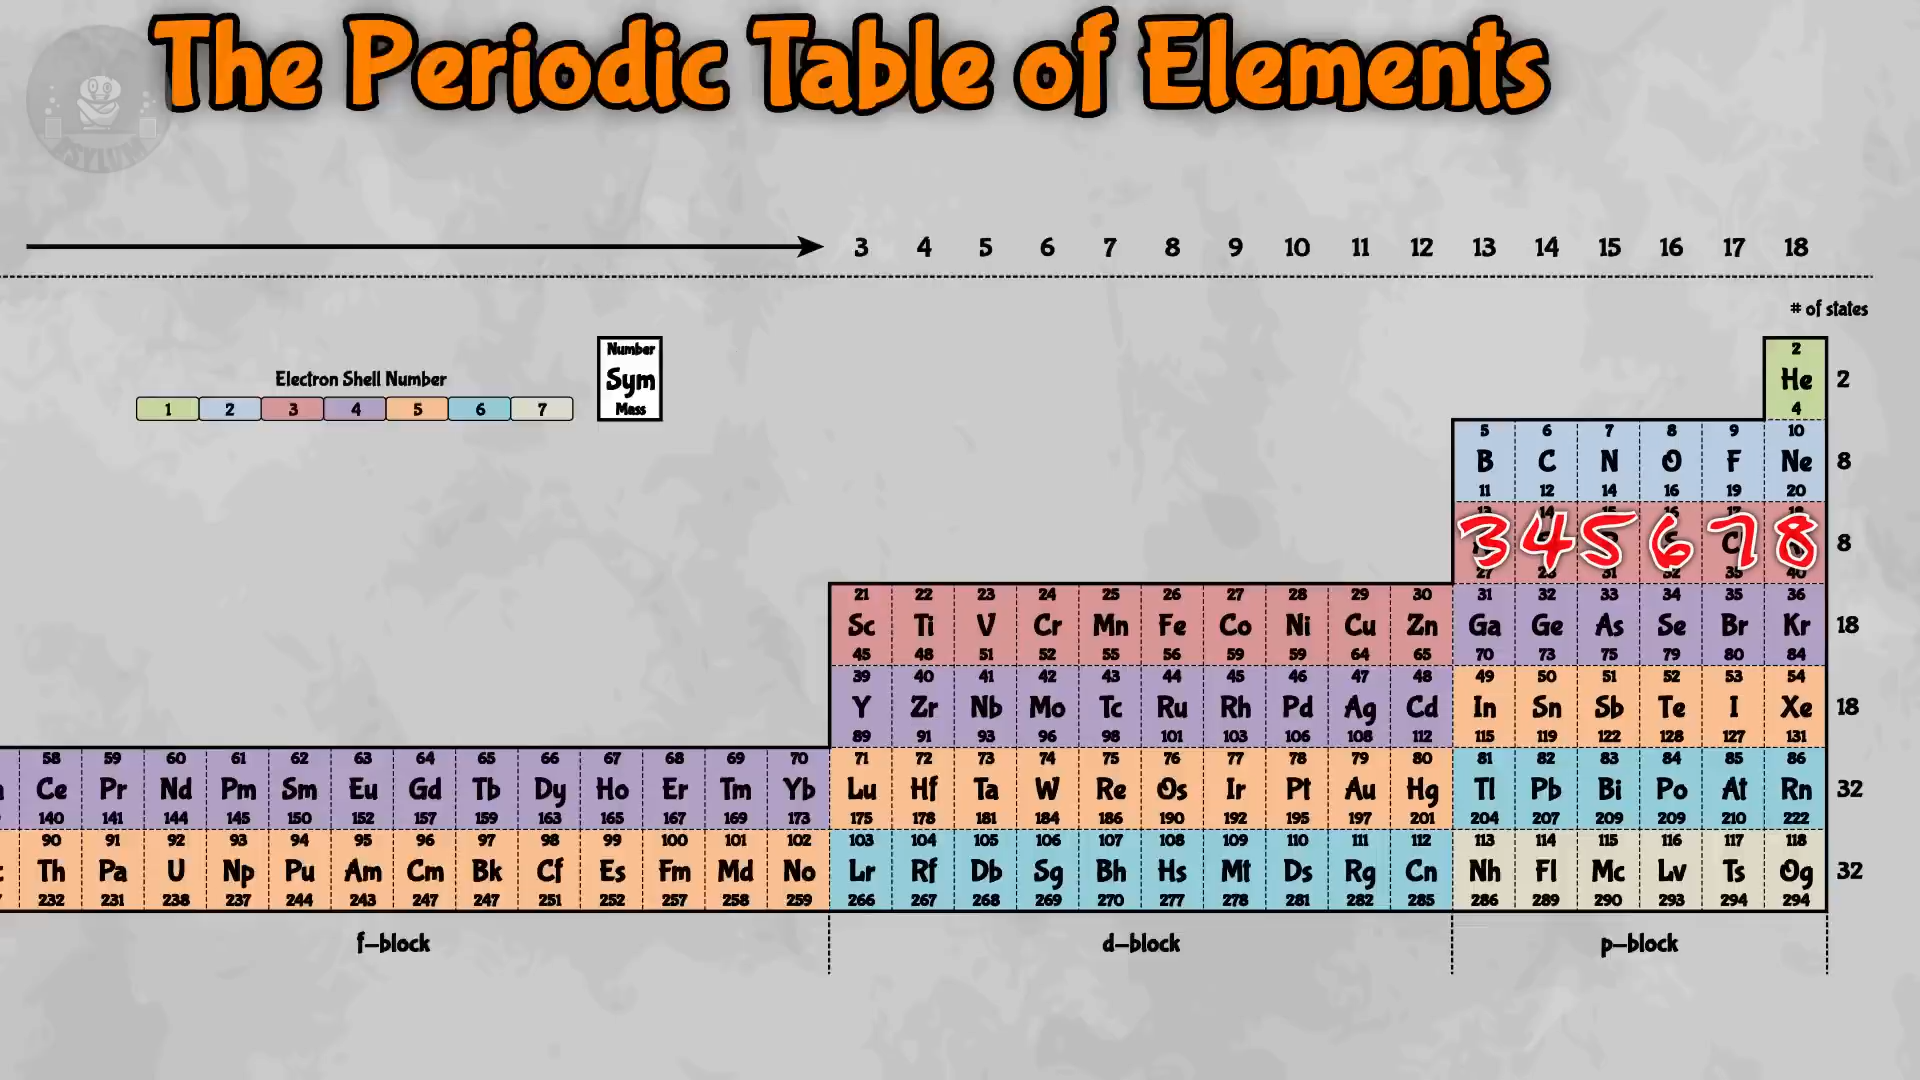 The Periodic Table of Elements
ASYLUM
3 4 5 6 7 8 9 10 11 12 13 14 15 16 17 18
# of states
Number
Sym
Mass
Electron Shell Number
1 2 3 4 5 6 7
2
He 2
4
5 6 7 8 9 10
B C N O F Ne 8
11 12 14 16 19 20
3 4 5 6 7 8 8
27 31 32 35 40
21 22 23 24 25 26 27 28 29 30 31 32 33 34 35 36
Sc Ti V Cr Mn Fe Co Ni Cu Zn Ga Ge As Se Br Kr 18
45 48 51 52 55 56 59 59 64 65 70 73 75 79 80 84
39 40 41 42 43 44 45 46 47 48 49 50 51 52 53 54
Y Zr Nb Mo Tc Ru Rh Pd Ag Cd In Sn Sb Te I Xe 18
89 91 93 96 98 101 103 106 108 112 115 119 122 128 127 131
58 59 60 61 62 63 64 65 66 67 68 69 70 71 72 73 74 75 76 77 78 79 80 81 82 83 84 85 86
Ce Pr Nd Pm Sm Eu Gd Tb Dy Ho Er Tm Yb Lu Hf Ta W Re Os Ir Pt Au Hg Tl Pb Bi Po At Rn 32
140 141 144 145 150 152 157 159 163 165 167 169 173 175 178 181 184 186 190 192 195 197 201 204 207 209 209 210 222
90 91 92 93 94 95 96 97 98 99 100 101 102 103 104 105 106 107 108 109 110 111 112 113 114 115 116 117 118
Th Pa U Np Pu Am Cm Bk Cf Es Fm Md No Lr Rf Db Sg Bh Hs Mt Ds Rg Cn Nh Fl Mc Lv Ts Og 32
232 231 238 237 244 243 247 247 251 252 257 258 259 266 267 268 269 270 277 278 281 282 285 286 289 290 293 294 294
f-block d-block p-block